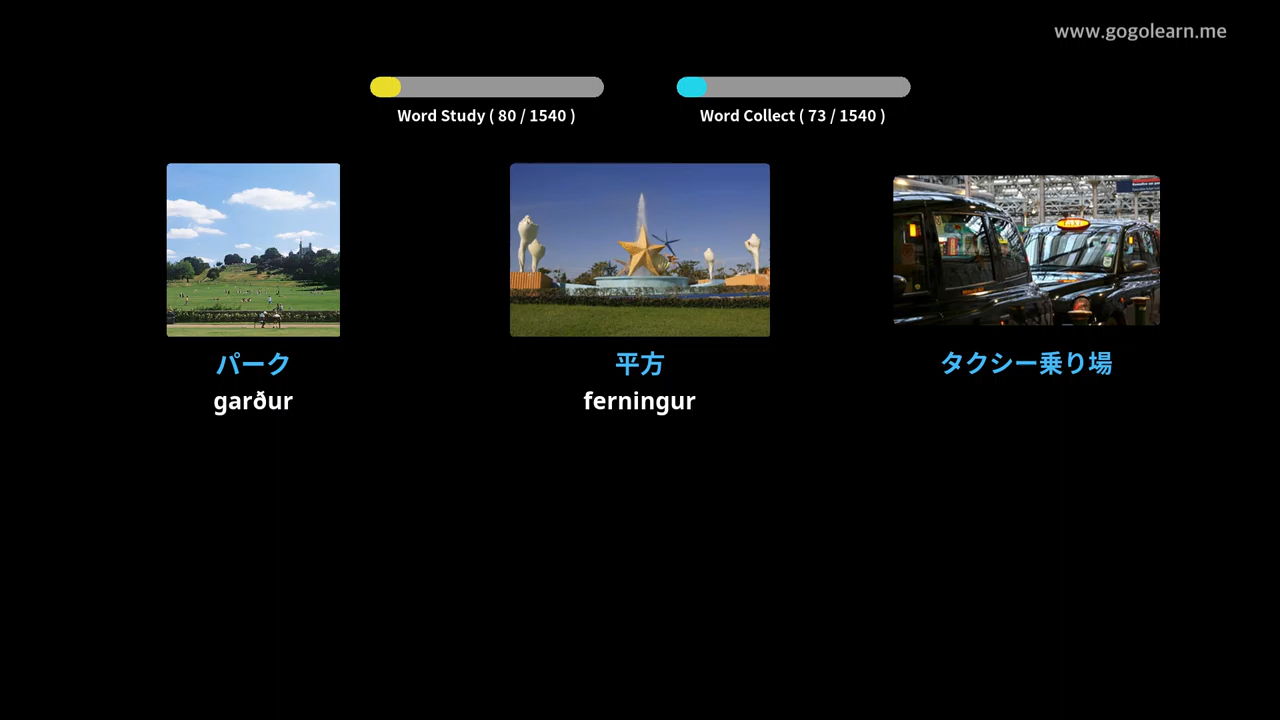 www.gogolearn.me
Word Study ( 80 / 1540 )
Word Collect ( 73 / 1540 )
パーク
平方
タクシー乗り場
garður
ferningur